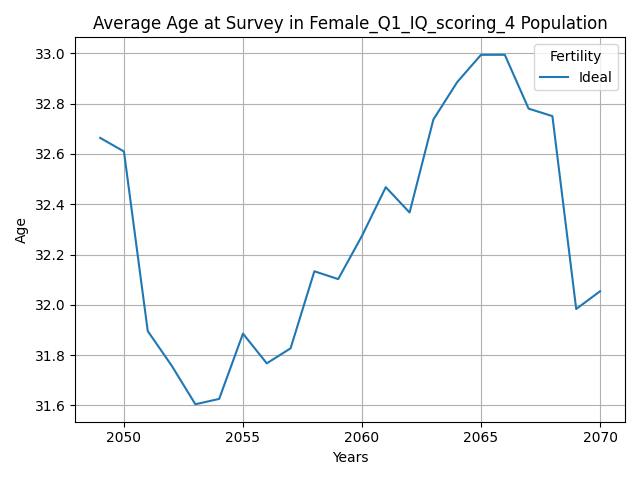 Average Age at Survey in Female_Q1_IQ_scoring_4 Population
Fertility
Ideal
33.0
32.8
32.6
32.4
32.2
32.0
31.8
31.6
Age
2050
2055
2060
2065
2070
Years